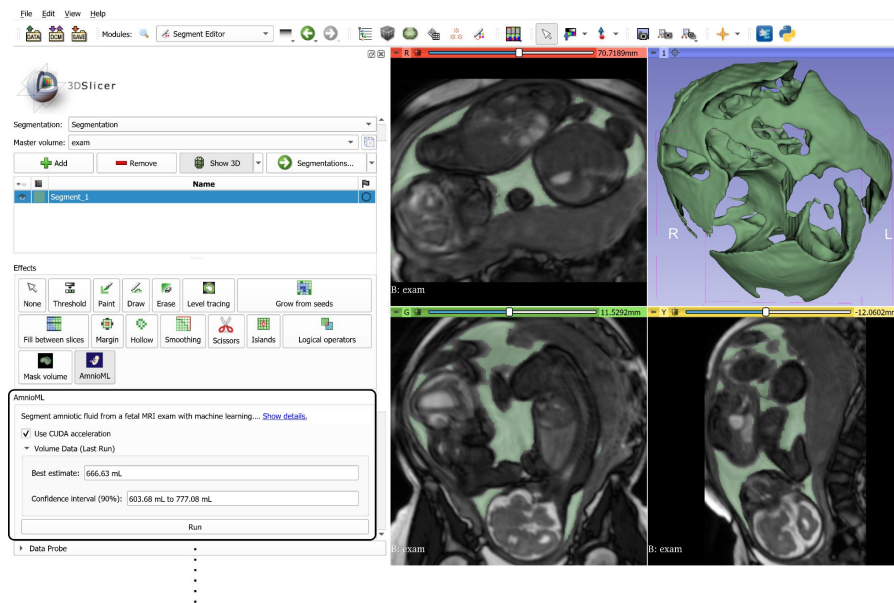 File Edit View Help
DATA DCM SAVE Modules: Segment Editor
R 70.7189mm 1
3DSlicer
Segmentation: Segmentation
Master volume: exam
Add Remove Show 3D Segmentations...
Name
Segment_1
R L
Effects
None Threshold Paint Draw Erase Level tracing Grow from seeds
B: exam
G 11.5292mm Y -12.0602mm
Fill between slices Margin Hollow Smoothing Scissors Islands Logical operators
Mask volume AmnioML
AmnioML
Segment amniotic fluid from a fetal MRI exam with machine learning.... Show details.
Use CUDA acceleration
Volume Data (Last Run)
Best estimate: 666.63 mL
Confidence interval (90%): 603.68 mL to 777.08 mL
Run
Data Probe
B: exam B: exam